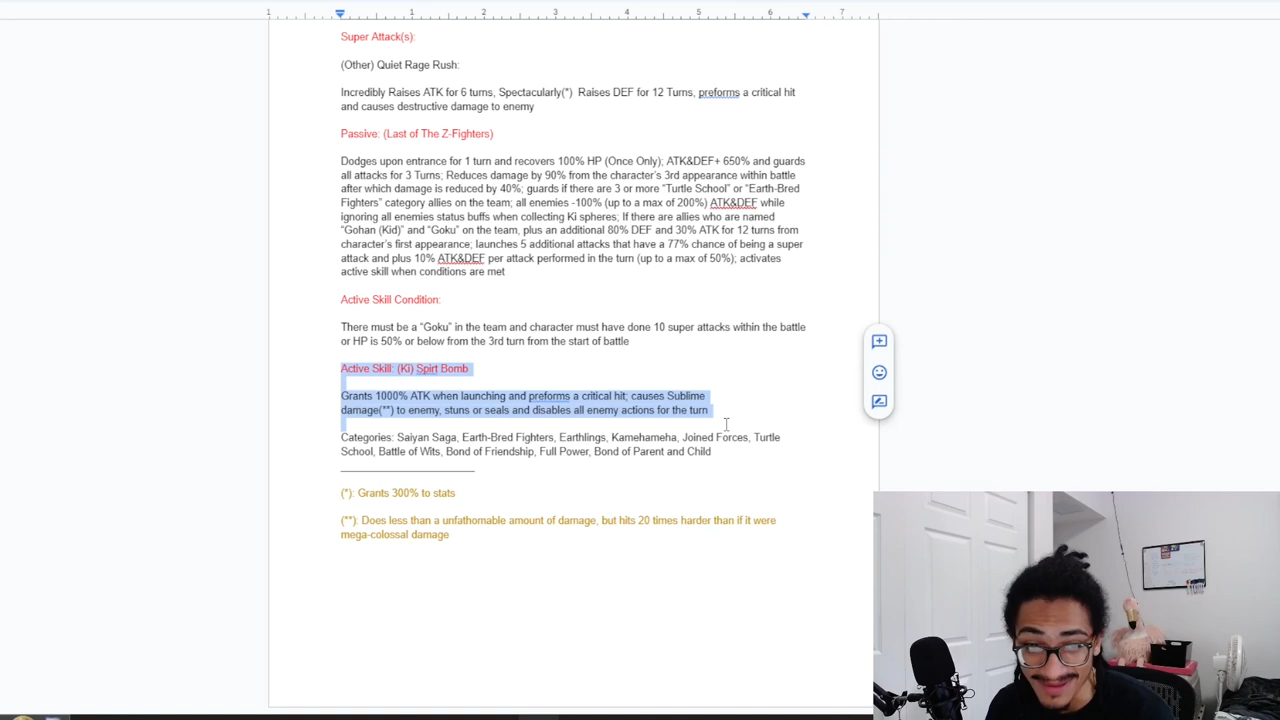 1 1 2 3 4 5 6 7
Super Attack(s):
(Other) Quiet Rage Rush:
Incredibly Raises ATK for 6 turns, Spectacularly(*) Raises DEF for 12 Turns, preforms a critical hit
and causes destructive damage to enemy
Passive: (Last of The Z-Fighters)
Dodges upon entrance for 1 turn and recovers 100% HP (Once Only); ATK&DEF+ 650% and guards
all attacks for 3 Turns; Reduces damage by 90% from the character's 3rd appearance within battle
after which damage is reduced by 40%; guards if there are 3 or more “Turtle School” or “Earth-Bred
Fighters” category allies on the team; all enemies -100% (up to a max of 200%) ATK&DEF while
ignoring all enemies status buffs when collecting Ki spheres; If there are allies who are named
“Gohan (Kid)” and “Goku” on the team, plus an additional 80% DEF and 30% ATK for 12 turns from
character's first appearance; launches 5 additional attacks that have a 77% chance of being a super
attack and plus 10% ATK&DEF per attack performed in the turn (up to a max of 50%); activates
active skill when conditions are met
Active Skill Condition:
There must be a “Goku” in the team and character must have done 10 super attacks within the battle
or HP is 50% or below from the 3rd turn from the start of battle
Active Skill: (Ki) Spirt Bomb
Grants 1000% ATK when launching and preforms a critical hit; causes Sublime
damage(**) to enemy, stuns or seals and disables all enemy actions for the turn
Categories: Saiyan Saga, Earth-Bred Fighters, Earthlings, Kamehameha, Joined Forces, Turtle
School, Battle of Wits, Bond of Friendship, Full Power, Bond of Parent and Child
(*): Grants 300% to stats
(**): Does less than a unfathomable amount of damage, but hits 20 times harder than if it were
mega-colossal damage